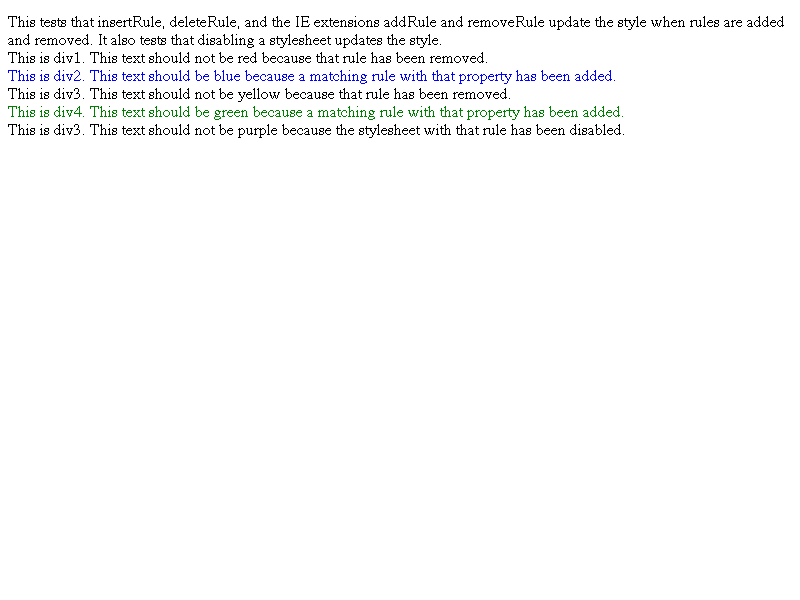 This tests that insertRule, deleteRule, and the IE extensions addRule and removeRule update the style when rules are added
and removed. It also tests that disabling a stylesheet updates the style.
This is div1. This text should not be red because that rule has been removed.
This is div2. This text should be blue because a matching rule with that property has been added.
This is div3. This text should not be yellow because that rule has been removed.
This is div4. This text should be green because a matching rule with that property has been added.
This is div3. This text should not be purple because the stylesheet with that rule has been disabled.